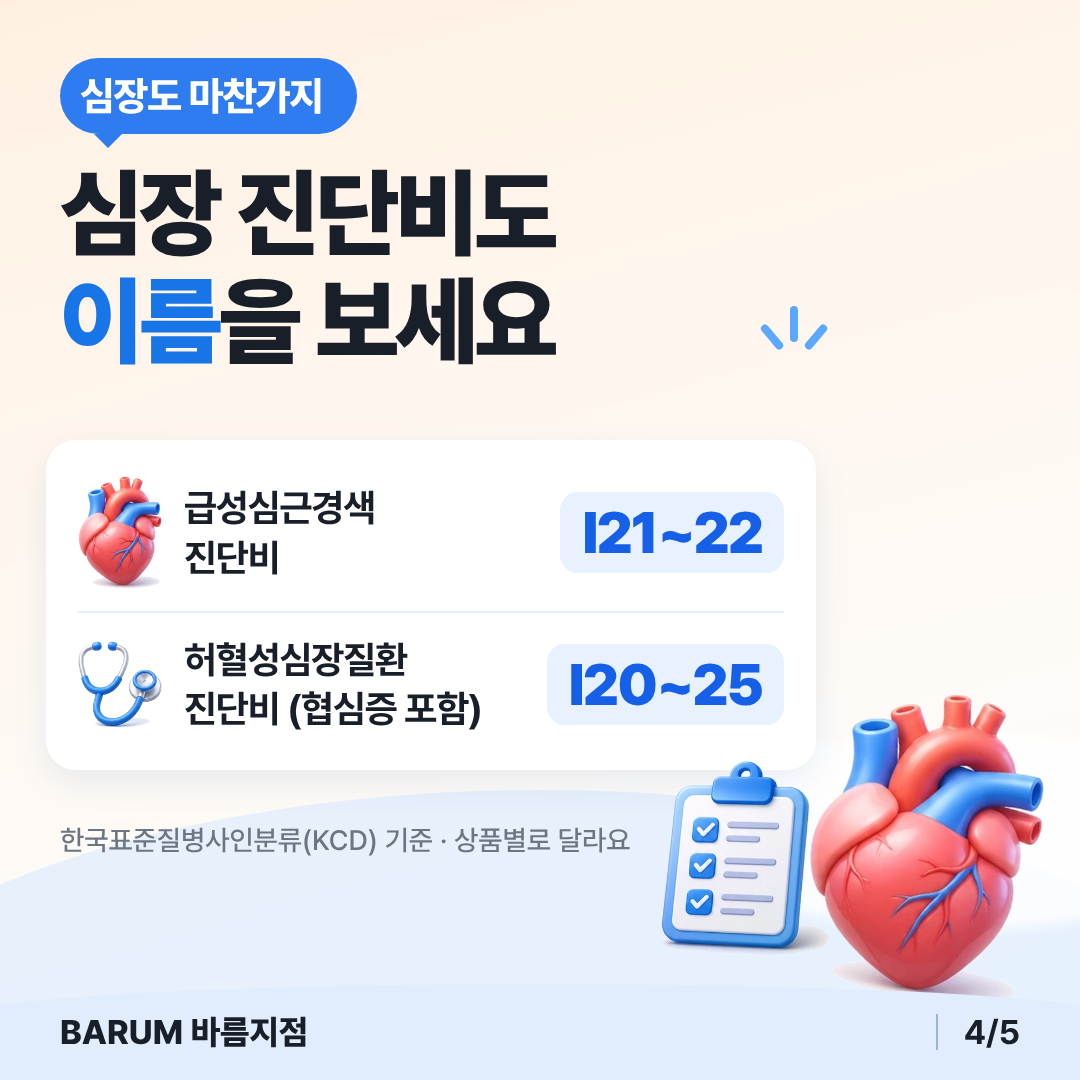 심장도 마찬가지
심장 진단비도
이름을 보세요
급성심근경색
진단비
I21~22
허혈성심장질환
진단비 (협심증 포함)
I20~25
한국표준질병사인분류(KCD) 기준 · 상품별로 달라요
BARUM 바름지점
4/5